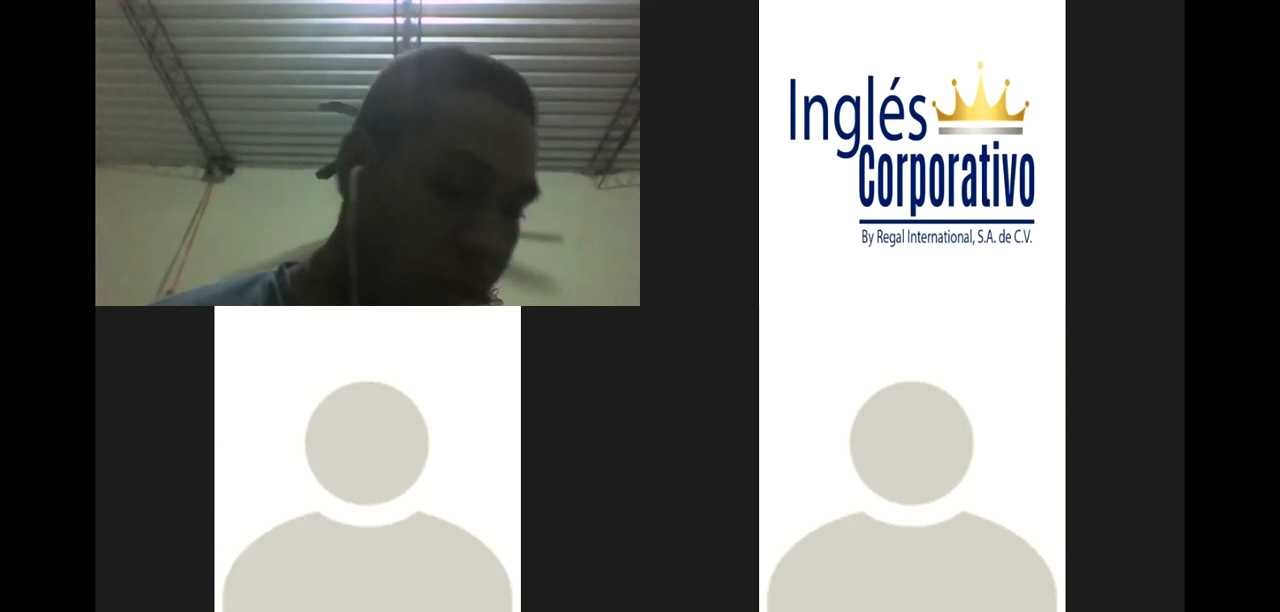 Inglés
Corporativo
By Regal International, S.A. de C.V.